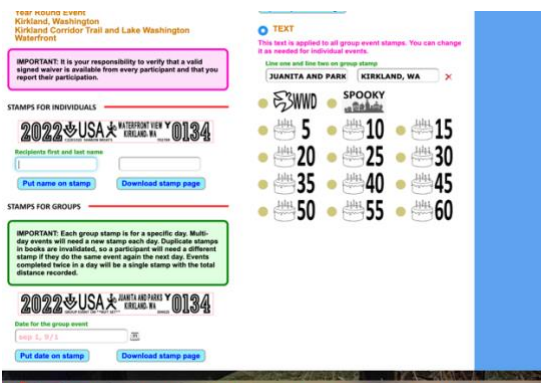 Year Round Event
Kirkland, Washington
Kirkland Corridor Trail and Lake Washington
Waterfront
IMPORTANT: It is your responsibility to verify that a valid
signed waiver is available from every participant and that you
report their participation.
STAMPS FOR INDIVIDUALS
2022 USA WATERFRONT VIEW Y0134
KIRKLAND, WA
Recipients first and last name
Put name on stamp
Download stamp page
STAMPS FOR GROUPS
IMPORTANT: Each group stamp is for a specific day. Multi-
day events will need a new stamp each day. Duplicate stamps
in books are invalidated, so a participant will need a different
stamp if they do the same event again the next day. Events
completed twice in a day will be a single stamp with the total
distance recorded.
2022 USA JUANITA AND PARKS Y0134
KIRKLAND, WA
Date for the group event
sep 1, 9/1
Put date on stamp
Download stamp page
TEXT
This text is applied to all group event stamps. You can change
it as needed for individual events.
Line one and line two on group stamp
JUANITA AND PARK KIRKLAND, WA X
WWD SPOOKY
5 10 15
20 25 30
35 40 45
50 55 60